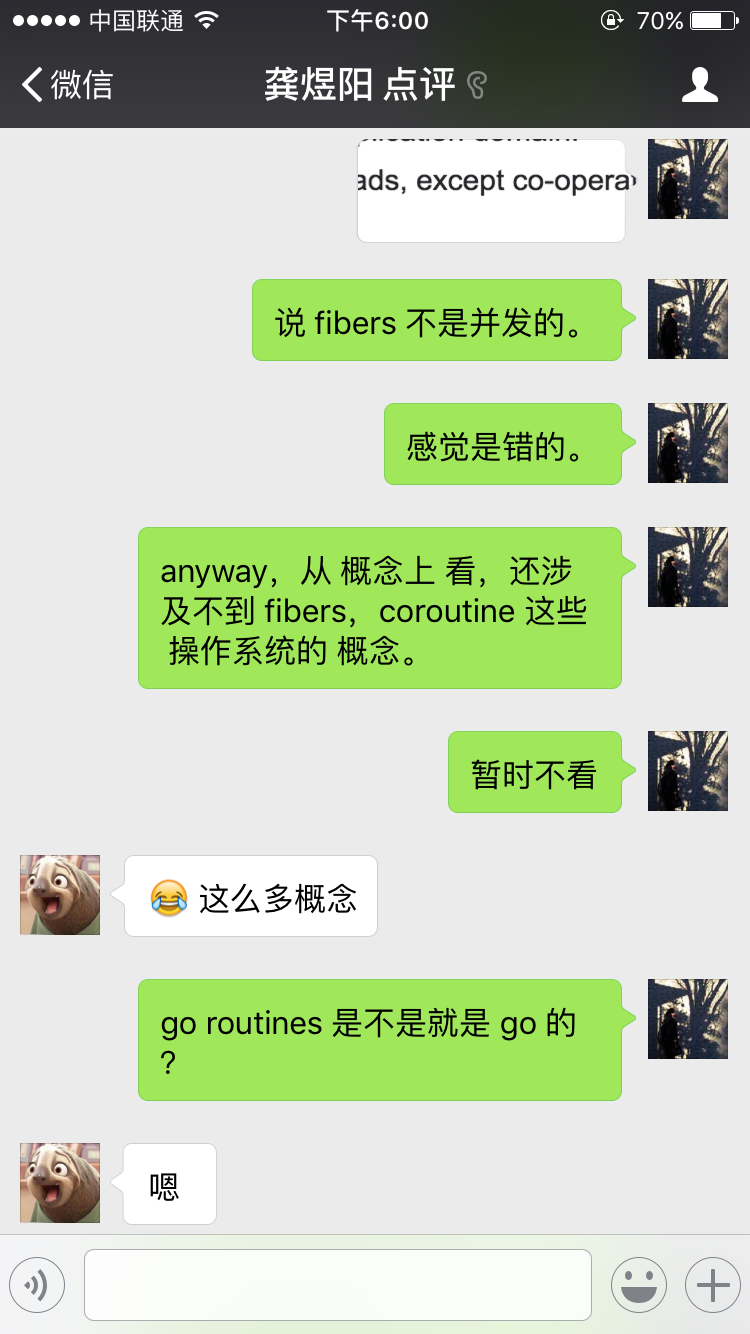 中国联通 下午6:00 70%
微信 龚煜阳 点评
ads, except co-opera
说 fibers 不是并发的。
感觉是错的。
anyway，从 概念上 看，还涉
及不到 fibers，coroutine 这些
操作系统的 概念。
暂时不看
😂 这么多概念
go routines 是不是就是 go 的
?
嗯